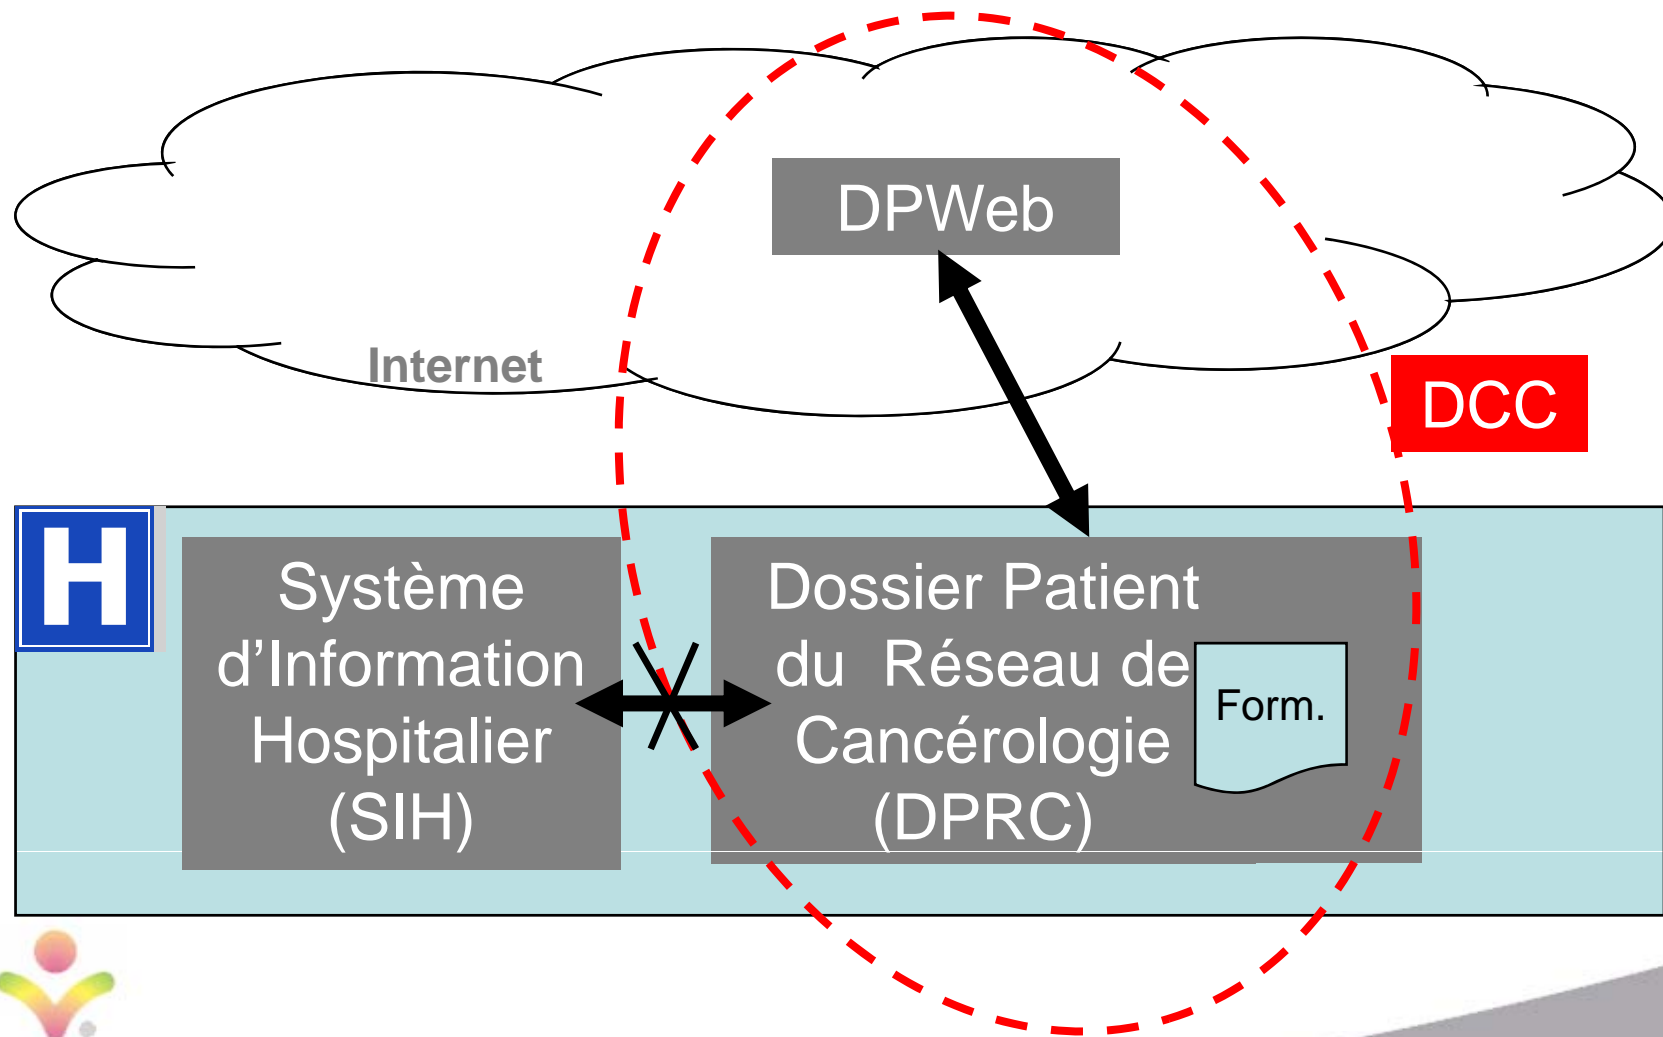 DPWeb
Internet
DCC
H
Système
d’Information
Hospitalier
(SIH)
Dossier Patient
du  Réseau de
Cancérologie
(DPRC)
Form.